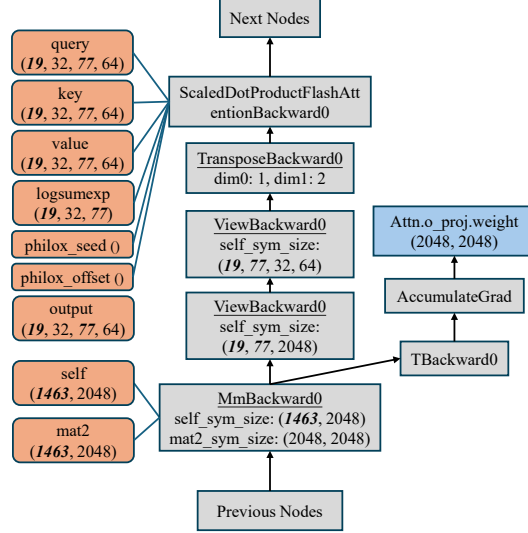 Next Nodes
query
(19, 32, 77, 64)
key
(19, 32, 77, 64)
value
(19, 32, 77, 64)
logsumexp
(19, 32, 77)
philox_seed ()
philox_offset ()
output
(19, 32, 77, 64)
self
(1463, 2048)
mat2
(1463, 2048)
ScaledDotProductFlashAtt
entionBackward0
TransposeBackward0
dim0: 1, dim1: 2
ViewBackward0
self_sym_size:
(19, 77, 32, 64)
ViewBackward0
self_sym_size:
(19, 77, 2048)
MmBackward0
self_sym_size: (1463, 2048)
mat2_sym_size: (2048, 2048)
Previous Nodes
Attn.o_proj.weight
(2048, 2048)
AccumulateGrad
TBackward0